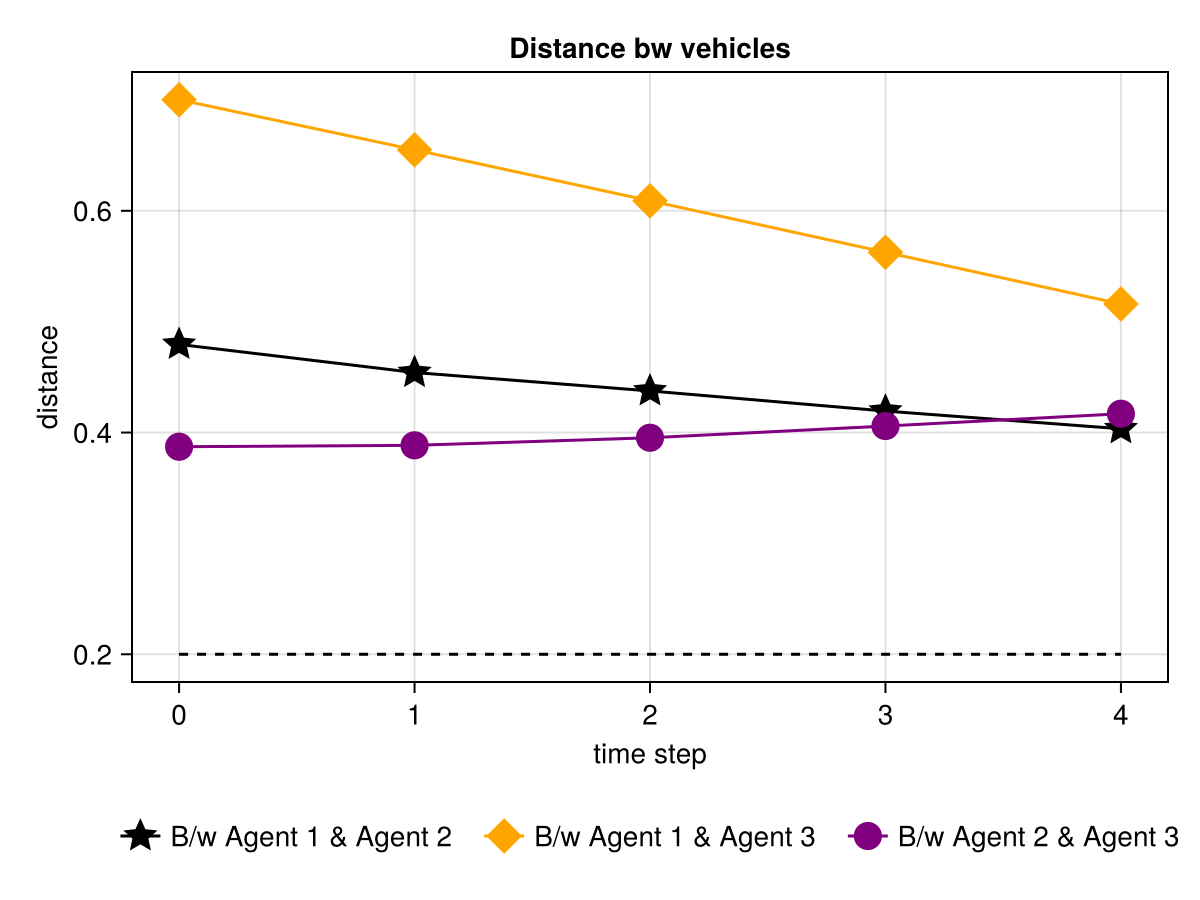 Distance bw vehicles
distance
0.6
0.4
0.2
0 1 2 3 4
time step
B/w Agent 1 & Agent 2 B/w Agent 1 & Agent 3 B/w Agent 2 & Agent 3